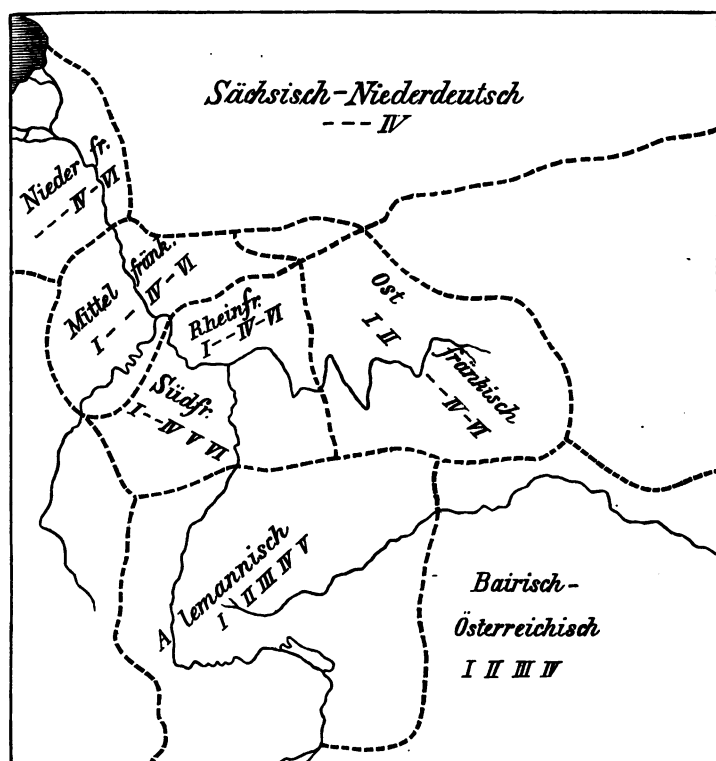 Sächsisch-Niederdeutsch
--- IV
Nieder fr.
---- IV-VI
Mittel fränk.
I --- IV-VI
Rheinfr.
I---IV-VI
Ost
I II
fränkisch
---IV-VI
Südfr.
I--IV V VI
Alemannisch
I II III IV V
Bairisch-
Österreichisch
I II III IV